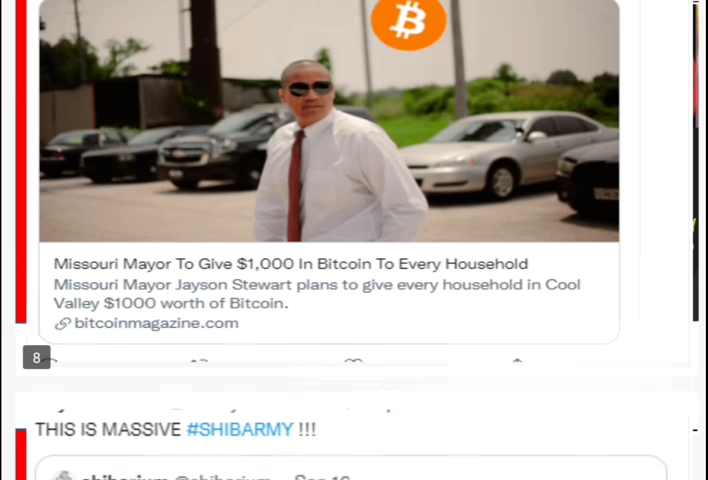 Missouri Mayor To Give $1,000 In Bitcoin To Every Household
Missouri Mayor Jayson Stewart plans to give every household in Cool
Valley $1000 worth of Bitcoin.
bitcoinmagazine.com
8
THIS IS MASSIVE #SHIBARMY !!!